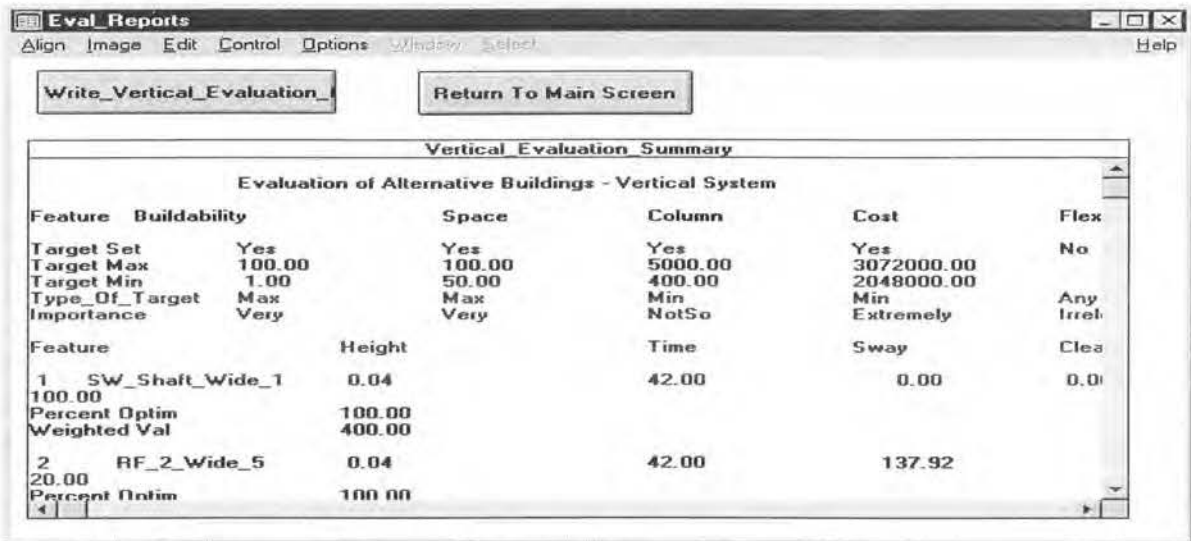 Eval_Reports
Align Image Edit Control Options Window Select Help
Write_Vertical_Evaluation_ Return To Main Screen
Vertical_Evaluation_Summary
Evaluation of Alternative Buildings - Vertical System
Feature Buildability Space Column Cost Flex
Target Set Yes Yes Yes Yes No
Target Max 100.00 100.00 5000.00 3072000.00
Target Min 1.00 50.00 400.00 2048000.00
Type_Of_Target Max Max Min Min Any
Importance Very Very NotSo Extremely Irrel
Feature Height Time Sway Clea
1 SW_Shaft_Wide_1 0.04 42.00 0.00 0.0
100.00
Percent Optim 100.00
Weighted Val 400.00
2 RF_2_Wide_5 0.04 42.00 137.92
20.00
Percent Optim 100.00